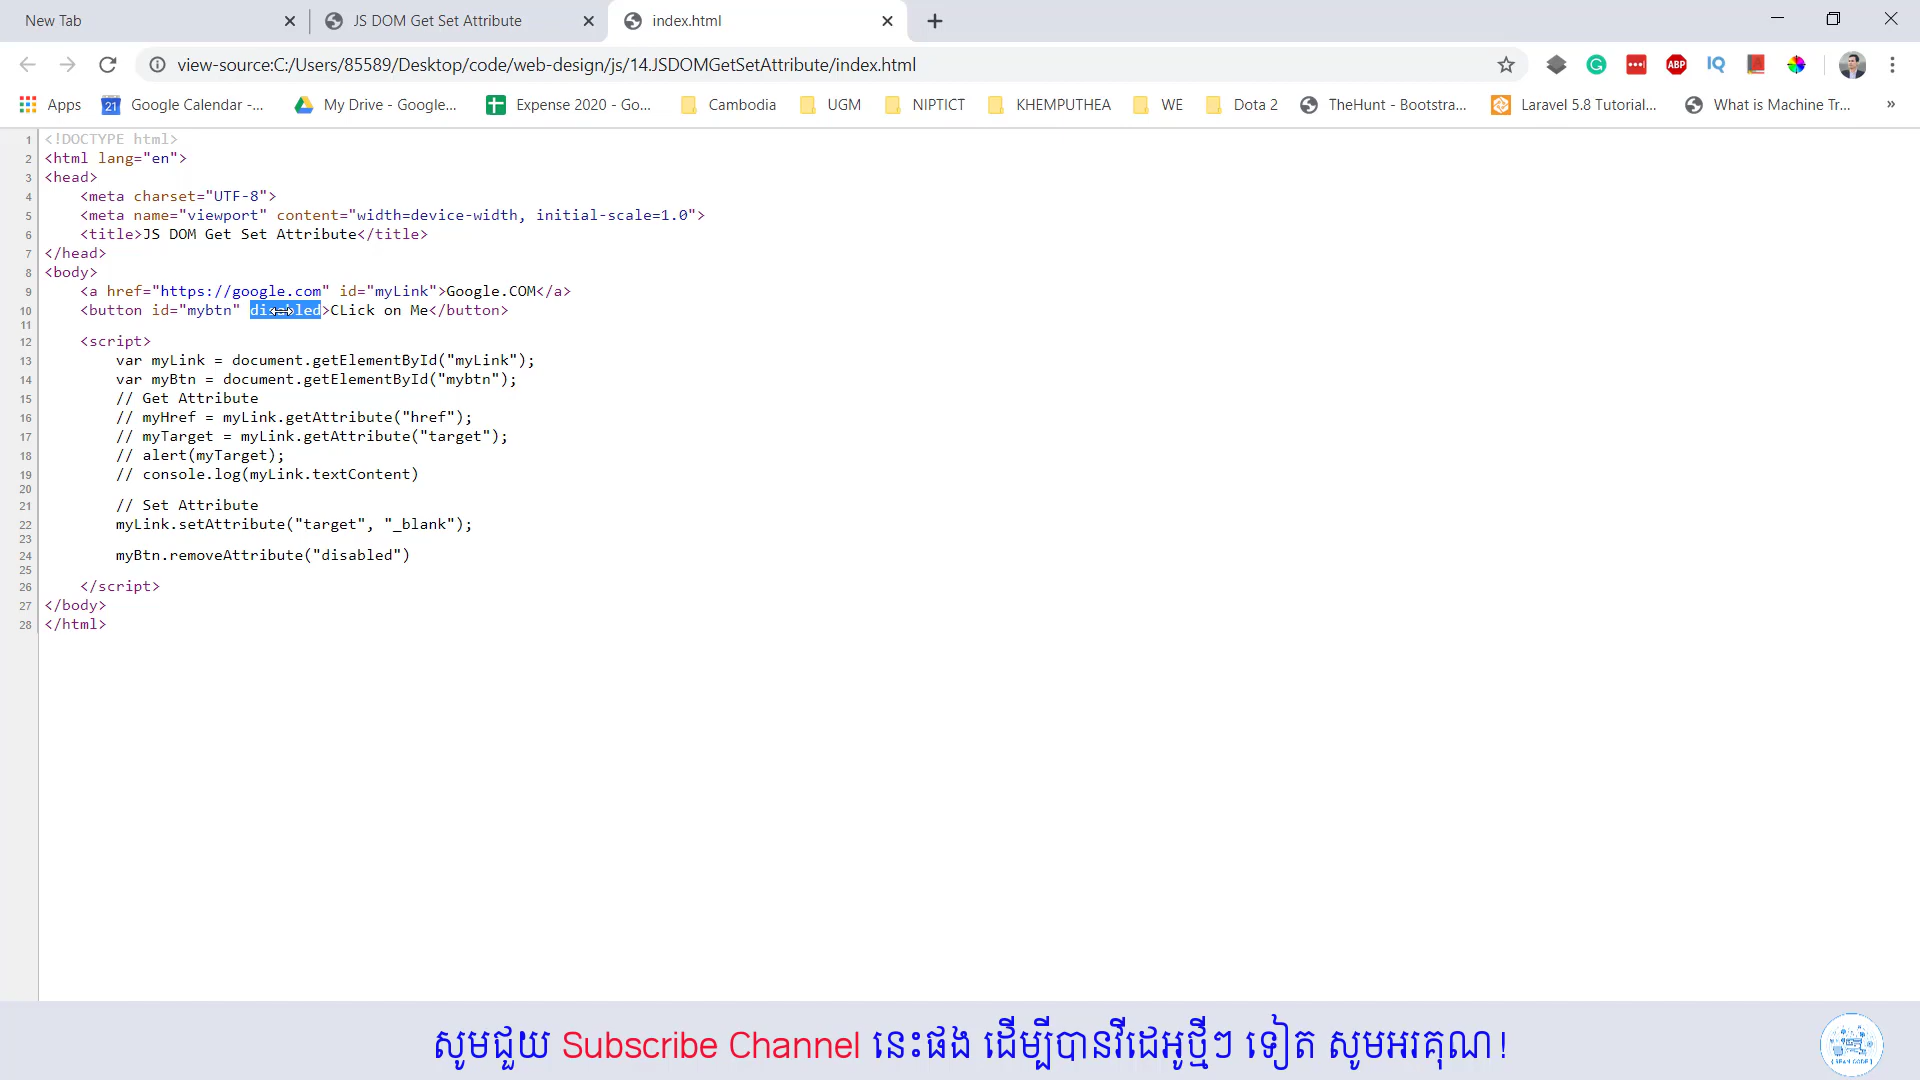 New Tab
JS DOM Get Set Attribute
index.html
view-source:C:/Users/85589/Desktop/code/web-design/js/14.JSDOMGetSetAttribute/index.html
ABP
IQ
Apps
21
Google Calendar -...
My Drive - Google...
Expense 2020 - Go...
Cambodia
UGM
NIPTICT
KHEMPUTHEA
WE
Dota 2
TheHunt - Bootstra...
Laravel 5.8 Tutorial...
What is Machine Tr...
»
1 <!DOCTYPE html>
2 <html lang="en">
3 <head>
4 <meta charset="UTF-8">
5 <meta name="viewport" content="width=device-width, initial-scale=1.0">
6 <title>JS DOM Get Set Attribute</title>
7 </head>
8 <body>
9 <a href="https://google.com" id="myLink">Google.COM</a>
10 <button id="mybtn" disabled>CLick on Me</button>
11
12 <script>
13 var myLink = document.getElementById("myLink");
14 var myBtn = document.getElementById("mybtn");
15 // Get Attribute
16 // myHref = myLink.getAttribute("href");
17 // myTarget = myLink.getAttribute("target");
18 // alert(myTarget);
19 // console.log(myLink.textContent)
20
21 // Set Attribute
22 myLink.setAttribute("target", "_blank");
23
24 myBtn.removeAttribute("disabled")
25
26 </script>
27 </body>
28 </html>
សូមជួយ Subscribe Channel នេះផង ដើម្បីបានវីដេអូថ្មីៗ ទៀត សូមអរគុណ!